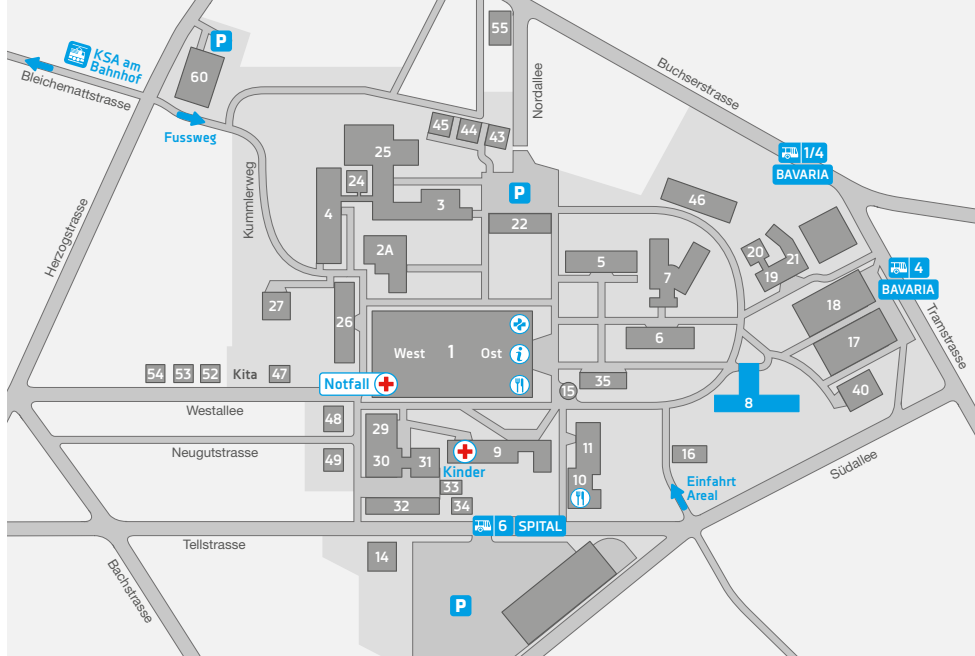 55
P
KSA am
Bahnhof
Bleichemattstrasse
60
Fussweg
Nordallee
Buchserstrasse
45
44
43
25
1/4
BAVARIA
24
4
3
P
22
46
Herzogstrasse
Kummlerweg
2A
5
7
20
21
19
4
BAVARIA
Tramstrasse
27
26
18
17
West
1
Ost
i
6
54
53
52
Kita
47
Notfall
35
15
40
8
Westallee
48
29
Neugutstrasse
49
30
31
9
Kinder
11
10
16
Südallee
Einfahrt
Areal
33
32
34
6
SPITAL
Tellstrasse
14
Bachstrasse
P